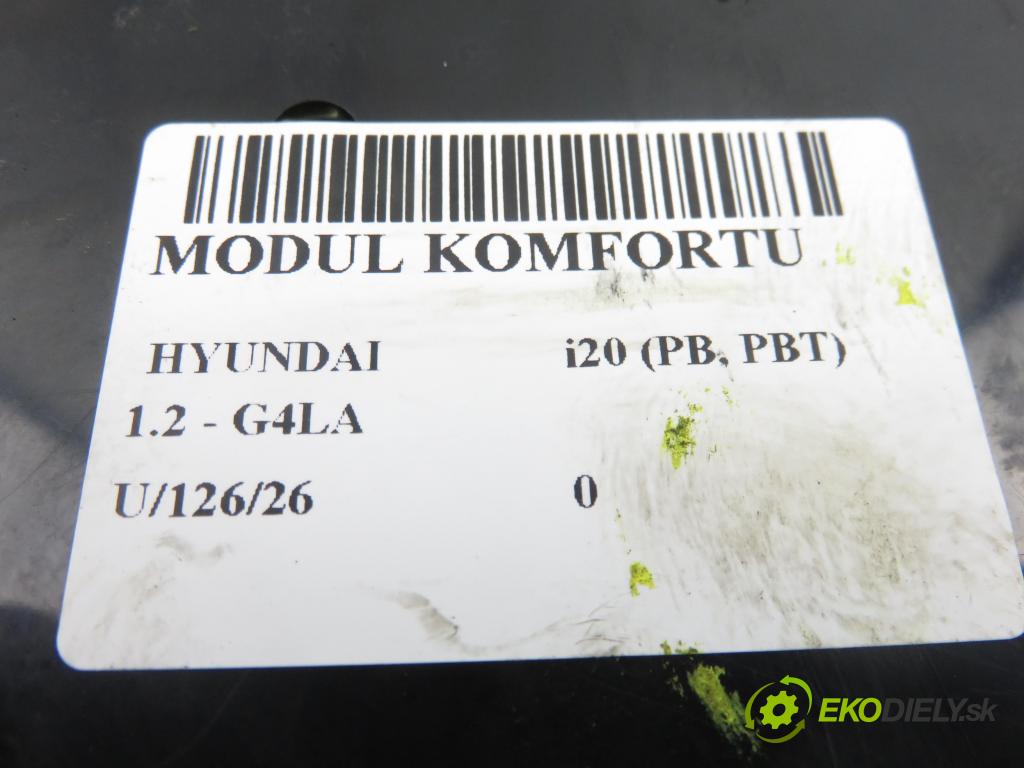 MODUL KOMFORTU
HYUNDAI i20 (PB, PBT)
1.2 - G4LA
U/126/26 0
EKODIELY.sk